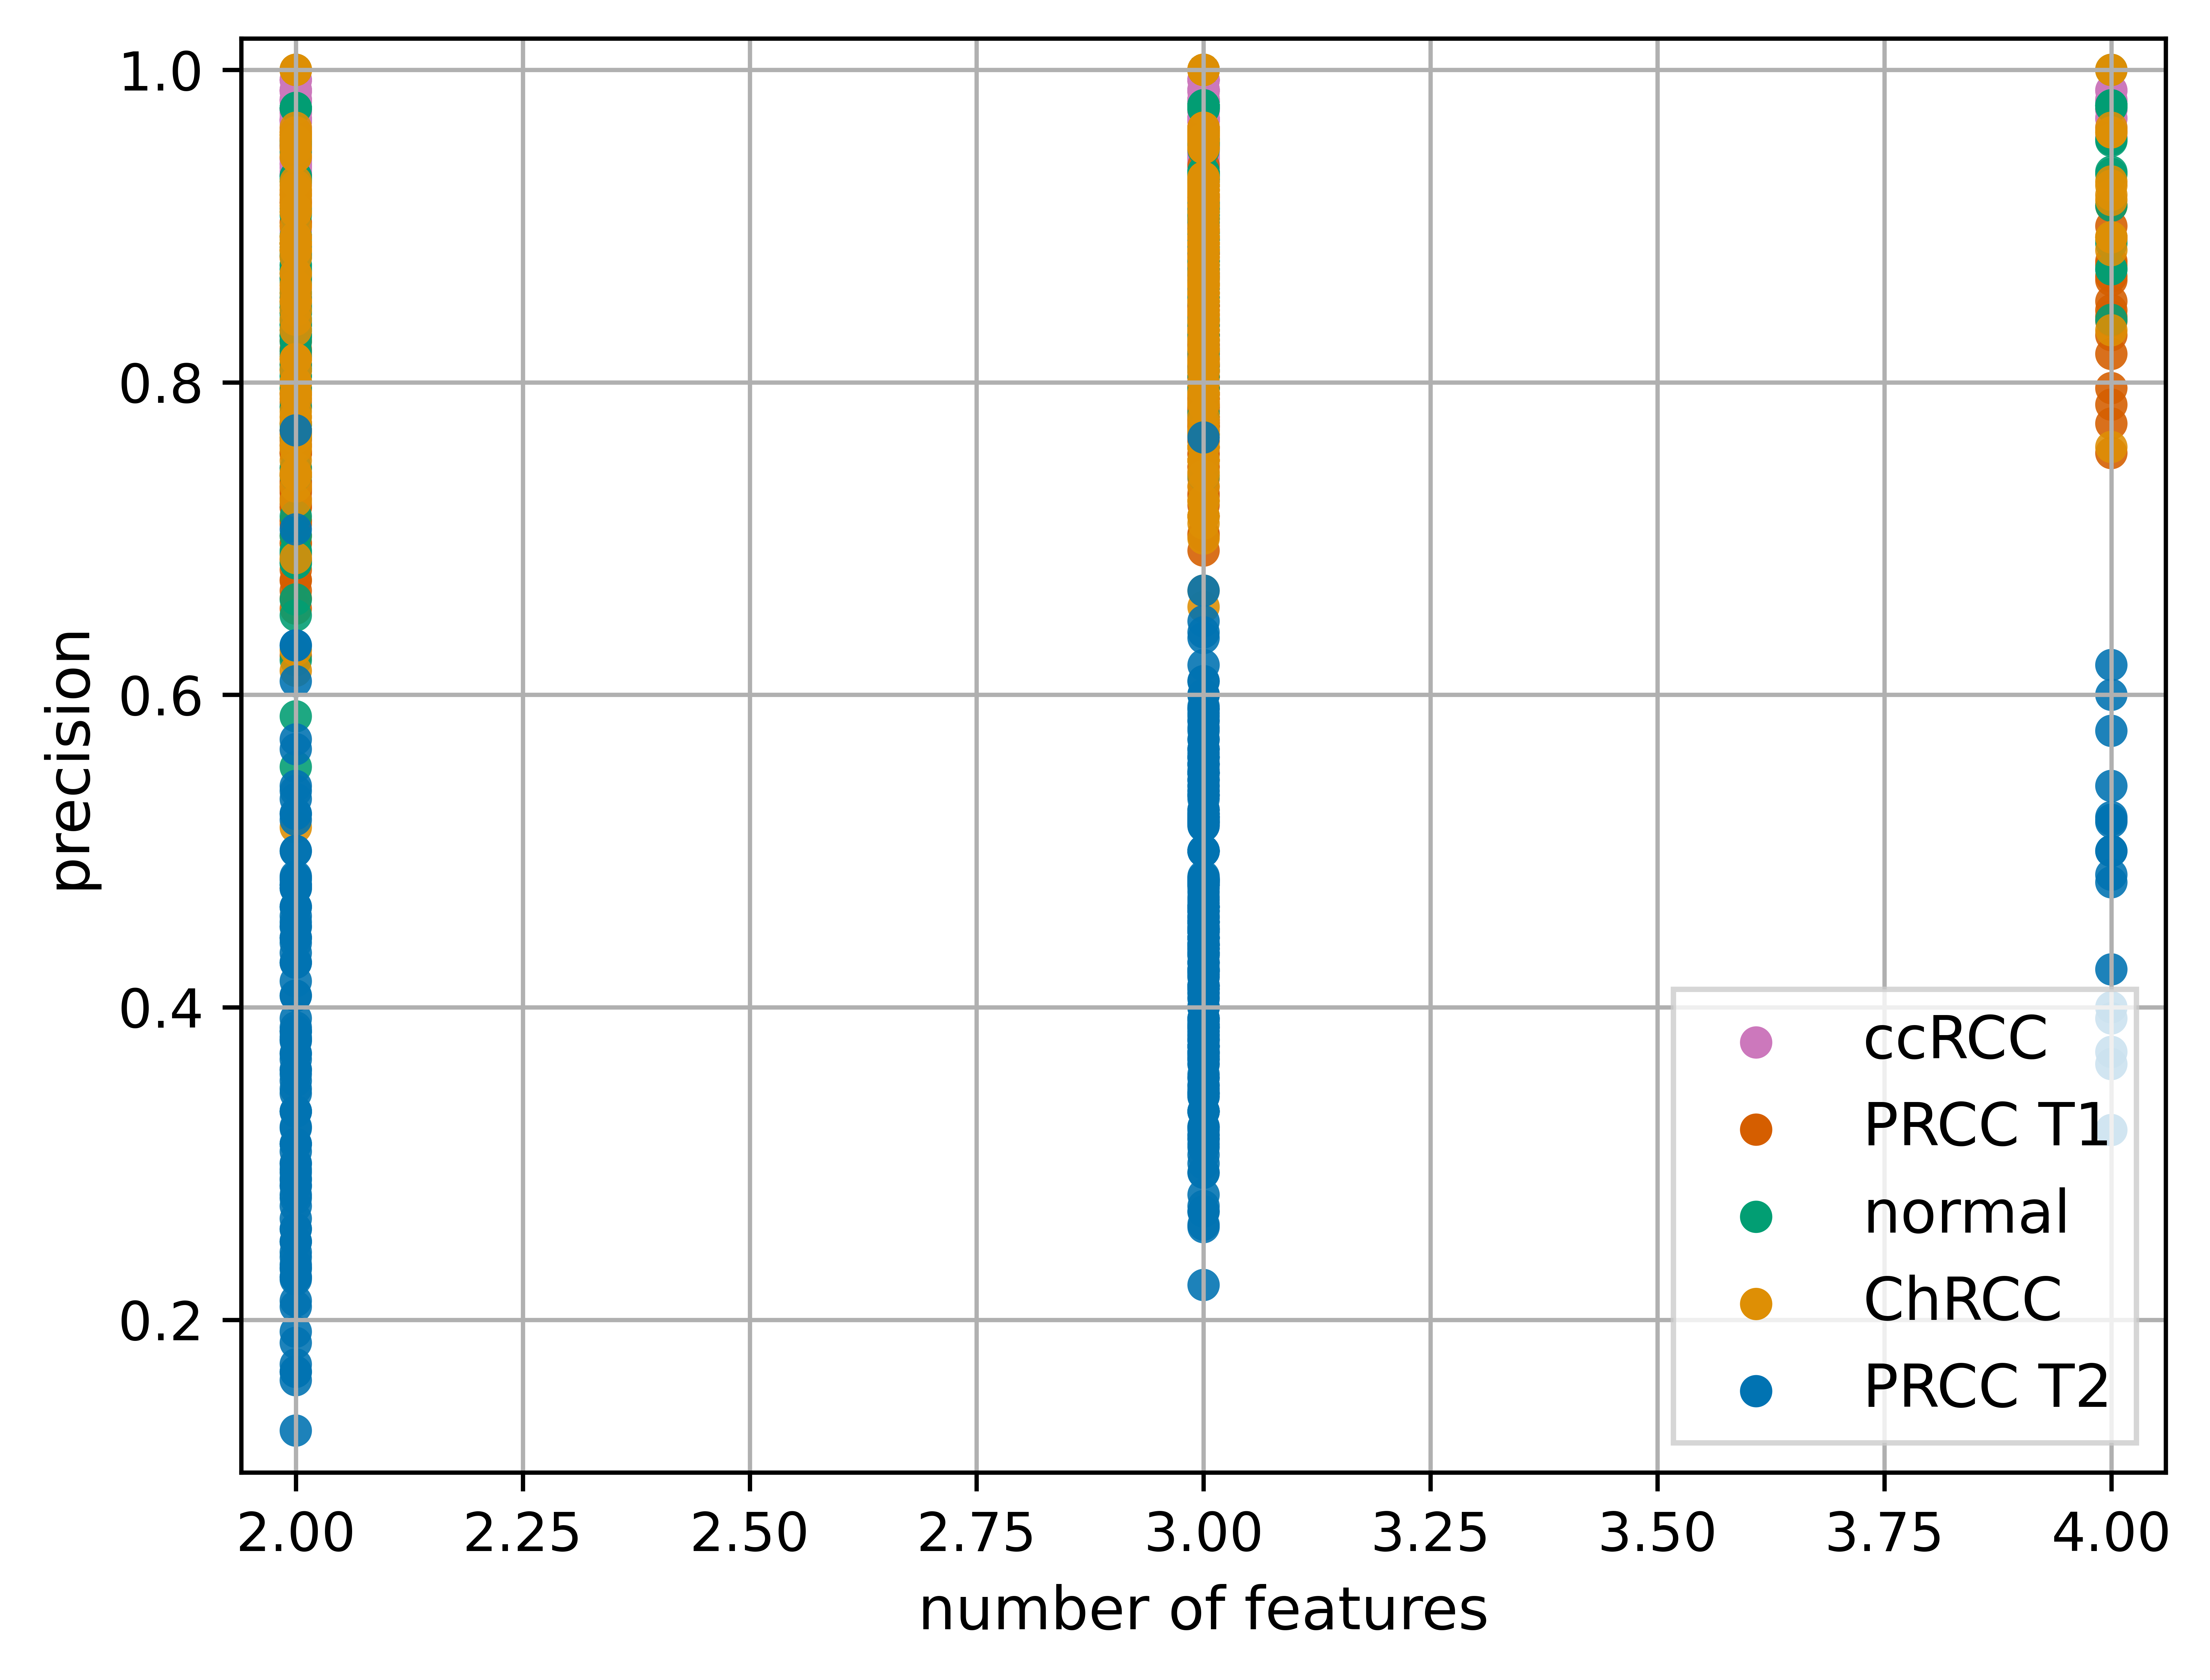 1.0
0.8
0.6
0.4
0.2
precision
2.00 2.25 2.50 2.75 3.00 3.25 3.50 3.75 4.00
number of features
ccRCC
PRCC T1
normal
ChRCC
PRCC T2